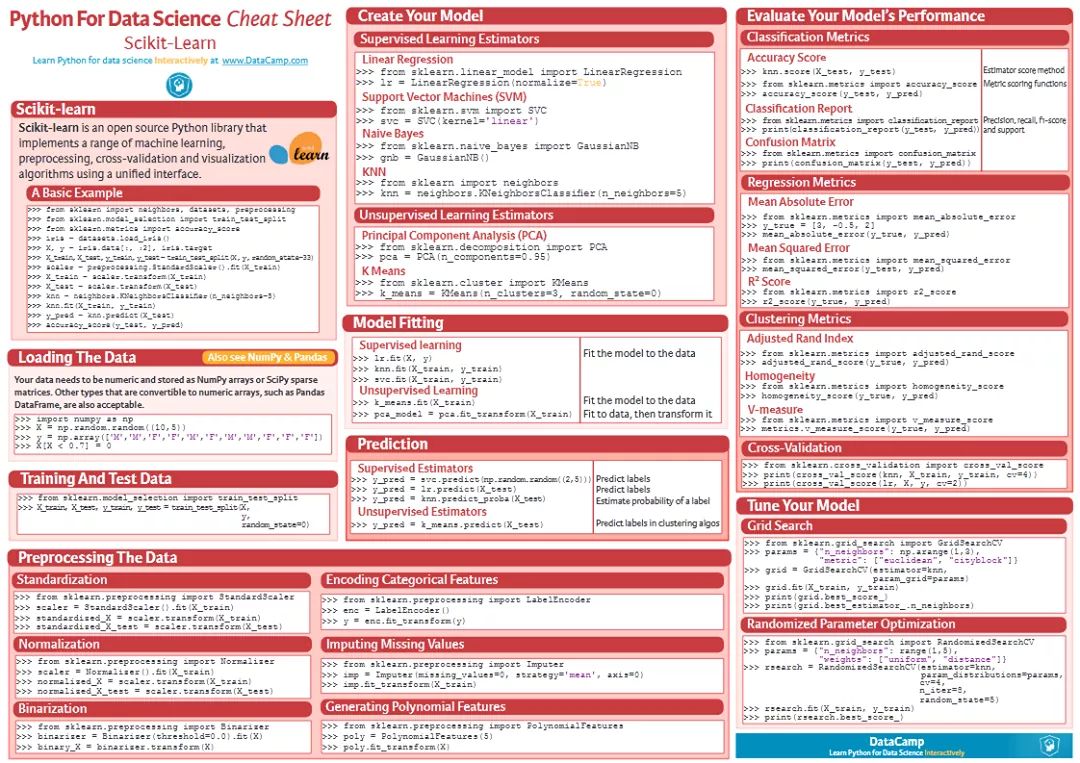 Python For Data Science Cheat Sheet
Scikit-Learn
Learn Python for data science Interactively at www.DataCamp.com
Scikit-learn
Scikit-learn is an open source Python library that
implements a range of machine learning,
preprocessing, cross-validation and visualization
algorithms using a unified interface.
learn
A Basic Example
>>> from sklearn import neighbors, datasets, preprocessing
>>> from sklearn.model_selection import train_test_split
>>> from sklearn.metrics import accuracy_score
>>> iris = datasets.load_iris()
>>> X, y = iris.data[:, :2], iris.target
>>> X_train, X_test, y_train, y_test = train_test_split(X, y, random_state=33)
>>> scaler = preprocessing.StandardScaler().fit(X_train)
>>> X_train = scaler.transform(X_train)
>>> X_test = scaler.transform(X_test)
>>> knn = neighbors.KNeighborsClassifier(n_neighbors=5)
>>> knn.fit(X_train, y_train)
>>> y_pred = knn.predict(X_test)
>>> accuracy_score(y_test, y_pred)
Loading The Data
Also see NumPy & Pandas
Your data needs to be numeric and stored as NumPy arrays or SciPy sparse
matrices. Other types that are convertible to numeric arrays, such as Pandas
DataFrame, are also acceptable.
>>> import numpy as np
>>> X = np.random.random((10,5))
>>> y = np.array(['M','M','F','F','M','F','M','M','F','F','F'])
>>> X[X < 0.7] = 0
Training And Test Data
>>> from sklearn.model_selection import train_test_split
>>> X_train, X_test, y_train, y_test = train_test_split(X,
y,
random_state=0)
Preprocessing The Data
Standardization
>>> from sklearn.preprocessing import StandardScaler
>>> scaler = StandardScaler().fit(X_train)
>>> standardized_X = scaler.transform(X_train)
>>> standardized_X_test = scaler.transform(X_test)
Normalization
>>> from sklearn.preprocessing import Normalizer
>>> scaler = Normalizer().fit(X_train)
>>> normalized_X = scaler.transform(X_train)
>>> normalized_X_test = scaler.transform(X_test)
Binarization
>>> from sklearn.preprocessing import Binarizer
>>> binarizer = Binarizer(threshold=0.0).fit(X)
>>> binary_X = binarizer.transform(X)
Encoding Categorical Features
>>> from sklearn.preprocessing import LabelEncoder
>>> enc = LabelEncoder()
>>> y = enc.fit_transform(y)
Imputing Missing Values
>>> from sklearn.preprocessing import Imputer
>>> imp = Imputer(missing_values=0, strategy='mean', axis=0)
>>> imp.fit_transform(X_train)
Generating Polynomial Features
>>> from sklearn.preprocessing import PolynomialFeatures
>>> poly = PolynomialFeatures(5)
>>> poly.fit_transform(X)
Create Your Model
Supervised Learning Estimators
Linear Regression
>>> from sklearn.linear_model import LinearRegression
>>> lr = LinearRegression(normalize=True)
Support Vector Machines (SVM)
>>> from sklearn.svm import SVC
>>> svc = SVC(kernel='linear')
Naive Bayes
>>> from sklearn.naive_bayes import GaussianNB
>>> gnb = GaussianNB()
KNN
>>> from sklearn import neighbors
>>> knn = neighbors.KNeighborsClassifier(n_neighbors=5)
Unsupervised Learning Estimators
Principal Component Analysis (PCA)
>>> from sklearn.decomposition import PCA
>>> pca = PCA(n_components=0.95)
K Means
>>> from sklearn.cluster import KMeans
>>> k_means = KMeans(n_clusters=3, random_state=0)
Model Fitting
Supervised learning
>>> lr.fit(X, y)
>>> knn.fit(X_train, y_train)
>>> svc.fit(X_train, y_train)
Fit the model to the data
Unsupervised Learning
>>> k_means.fit(X_train)
Fit the model to the data
>>> pca_model = pca.fit_transform(X_train)
Fit to data, then transform it
Prediction
Supervised Estimators
>>> y_pred = svc.predict(np.random.random((2,5)))
Predict labels
>>> y_pred = lr.predict(X_test)
Predict labels
>>> y_pred = knn.predict_proba(X_test)
Estimate probability of a label
Unsupervised Estimators
>>> y_pred = k_means.predict(X_test)
Predict labels in clustering algos
Evaluate Your Model's Performance
Classification Metrics
Accuracy Score
>>> knn.score(X_test, y_test)
Estimator score method
>>> from sklearn.metrics import accuracy_score
Metric scoring functions
>>> accuracy_score(y_test, y_pred)
Classification Report
>>> from sklearn.metrics import classification_report
Precision, recall, f1-score
>>> print(classification_report(y_test, y_pred))
and support
Confusion Matrix
>>> from sklearn.metrics import confusion_matrix
>>> print(confusion_matrix(y_test, y_pred))
Regression Metrics
Mean Absolute Error
>>> from sklearn.metrics import mean_absolute_error
>>> y_true = [3, -0.5, 2]
>>> mean_absolute_error(y_true, y_pred)
Mean Squared Error
>>> from sklearn.metrics import mean_squared_error
>>> mean_squared_error(y_test, y_pred)
R² Score
>>> from sklearn.metrics import r2_score
>>> r2_score(y_true, y_pred)
Clustering Metrics
Adjusted Rand Index
>>> from sklearn.metrics import adjusted_rand_score
>>> adjusted_rand_score(y_true, y_pred)
Homogeneity
>>> from sklearn.metrics import homogeneity_score
>>> homogeneity_score(y_true, y_pred)
V-measure
>>> from sklearn.metrics import v_measure_score
>>> metrics.v_measure_score(y_true, y_pred)
Cross-Validation
>>> from sklearn.cross_validation import cross_val_score
>>> print(cross_val_score(knn, X_train, y_train, cv=4))
>>> print(cross_val_score(lr, X, y, cv=2))
Tune Your Model
Grid Search
>>> from sklearn.grid_search import GridSearchCV
>>> params = {"n_neighbors": np.arange(1,3),
"metric": ["euclidean", "cityblock"]}
>>> grid = GridSearchCV(estimator=knn,
param_grid=params)
>>> grid.fit(X_train, y_train)
>>> print(grid.best_score_)
>>> print(grid.best_estimator_.n_neighbors)
Randomized Parameter Optimization
>>> from sklearn.grid_search import RandomizedSearchCV
>>> params = {"n_neighbors": range(1,5),
"weights": ["uniform", "distance"]}
>>> rsearch = RandomizedSearchCV(estimator=knn,
param_distributions=params,
cv=4,
n_iter=8,
random_state=5)
>>> rsearch.fit(X_train, y_train)
>>> print(rsearch.best_score_)
DataCamp
Learn Python for Data Science Interactively